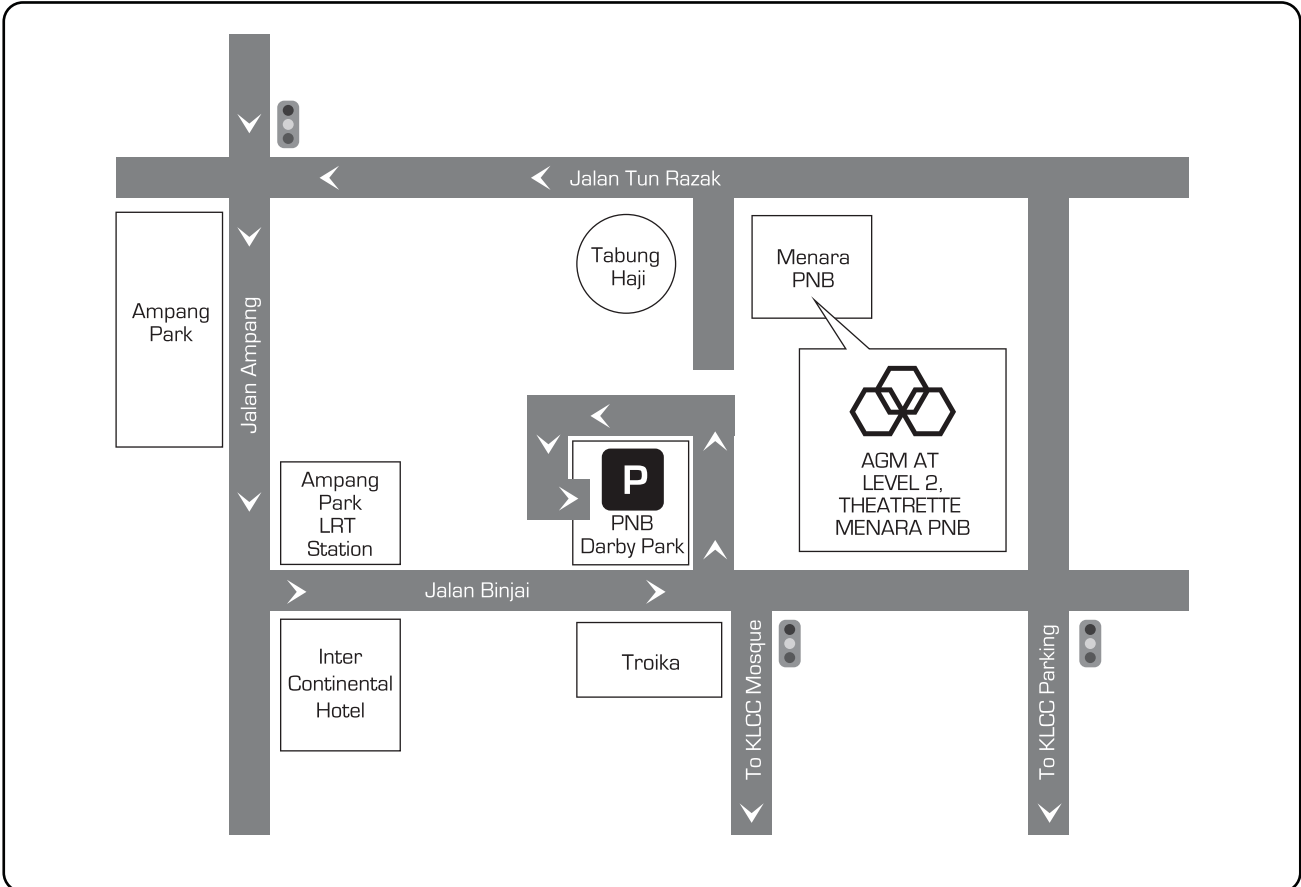 Jalan Tun Razak
Tabung
Haji
Menara
PNB
Ampang
Park
Jalan Ampang
AGM AT
LEVEL 2,
THEATRETTE
MENARA PNB
Ampang
Park
LRT
Station
P
PNB
Darby Park
Jalan Binjai
Inter
Continental
Hotel
Troika
To KLCC Mosque
To KLCC Parking